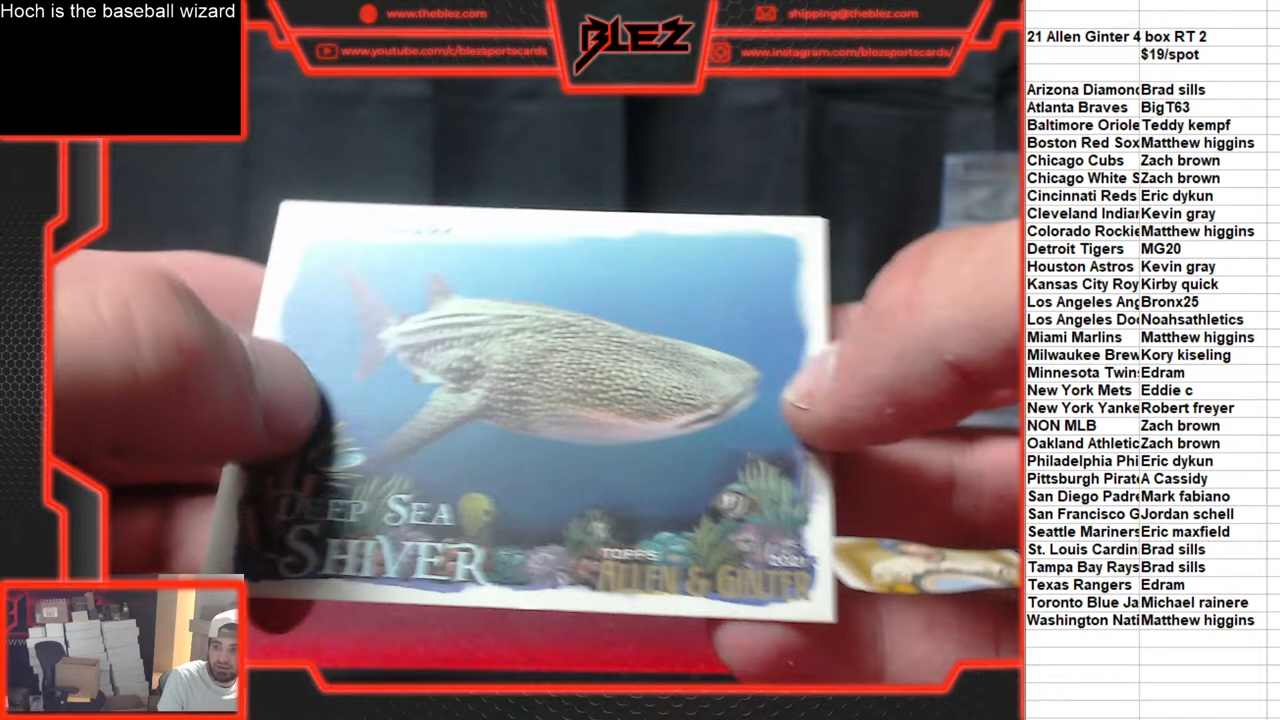 Hoch is the baseball wizard
www.theblez.com
shipping@theblez.com
www.youtube.com/c/blezsportscards
www.instagram.com/blezsportscards/
BLEZ
DEEP SEA
SHIVER
TOPPS 2021
ALLEN & GINTER
21 Allen Ginter 4 box RT 2
$19/spot
Arizona Diamond Brad sills
Atlanta Braves BigT63
Baltimore Oriole Teddy kempf
Boston Red Sox Matthew higgins
Chicago Cubs Zach brown
Chicago White S Zach brown
Cincinnati Reds Eric dykun
Cleveland Indian Kevin gray
Colorado Rockie Matthew higgins
Detroit Tigers MG20
Houston Astros Kevin gray
Kansas City Roy Kirby quick
Los Angeles Ang Bronx25
Los Angeles Dod Noahsathletics
Miami Marlins Matthew higgins
Milwaukee Brew Kory kiseling
Minnesota Twins Edram
New York Mets Eddie c
New York Yanke Robert freyer
NON MLB Zach brown
Oakland Athletic Zach brown
Philadelphia Phi Eric dykun
Pittsburgh Pirate A Cassidy
San Diego Padre Mark fabiano
San Francisco G Jordan schell
Seattle Mariners Eric maxfield
St. Louis Cardin Brad sills
Tampa Bay Rays Brad sills
Texas Rangers Edram
Toronto Blue Ja Michael rainere
Washington Nati Matthew higgins